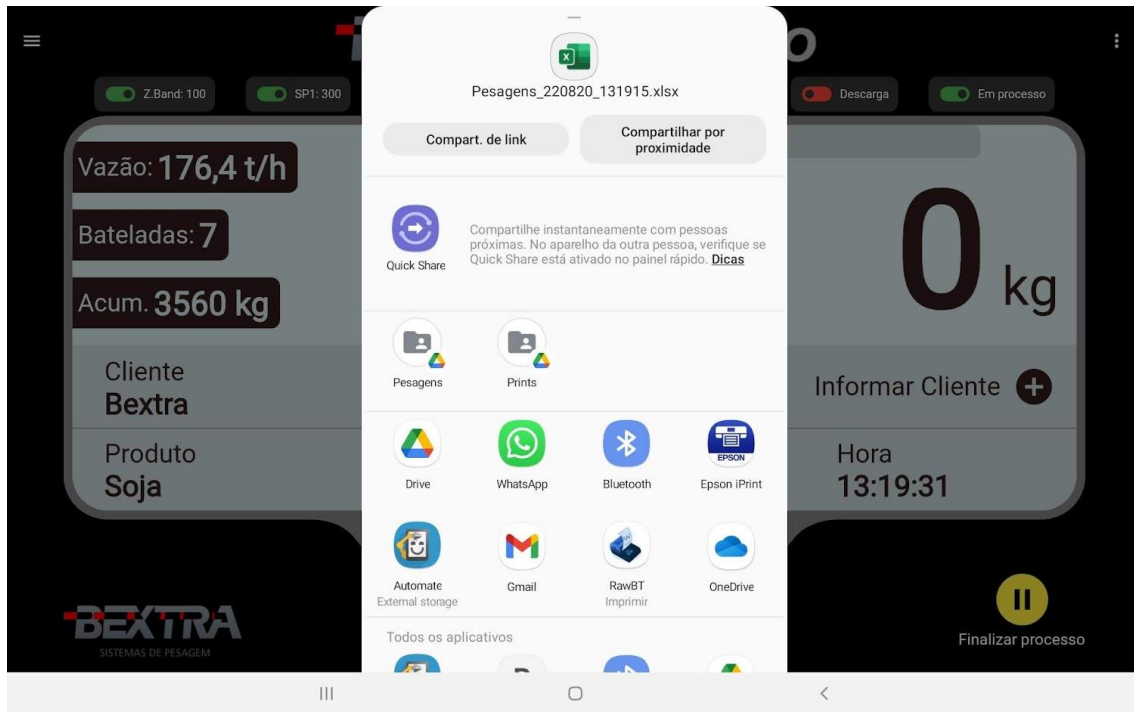 O
Z.Band: 100
SP1: 300
Descarga
Em processo
Vazão: 176,4 t/h
Bateladas: 7
Acum. 3560 kg
0 kg
Cliente
Bextra
Informar Cliente
Produto
Soja
Hora
13:19:31
BEXTRA
SISTEMAS DE PESAGEM
Finalizar processo
Pesagens_220820_131915.xlsx
Compart. de link
Compartilhar por
proximidade
Quick Share
Compartilhe instantaneamente com pessoas
próximas. No aparelho da outra pessoa, verifique se
Quick Share está ativado no painel rápido. Dicas
Pesagens
Prints
Drive
WhatsApp
Bluetooth
EPSON
Epson iPrint
Automate
External storage
Gmail
RawBT
Imprimir
OneDrive
Todos os aplicativos